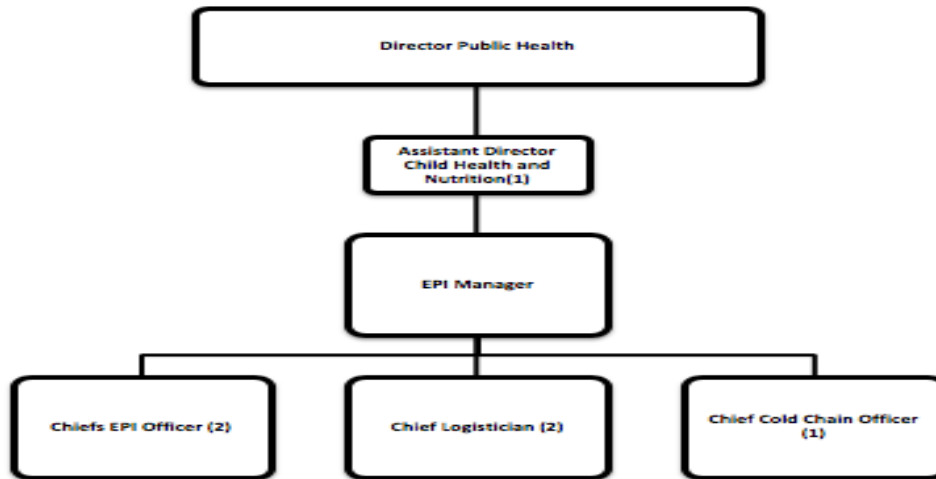 Director Public Health
Assistant Director
Child Health and
Nutrition(1)
EPI Manager
Chiefs EPI Officer (2)
Chief Logistician (2)
Chief Cold Chain Officer
(1)